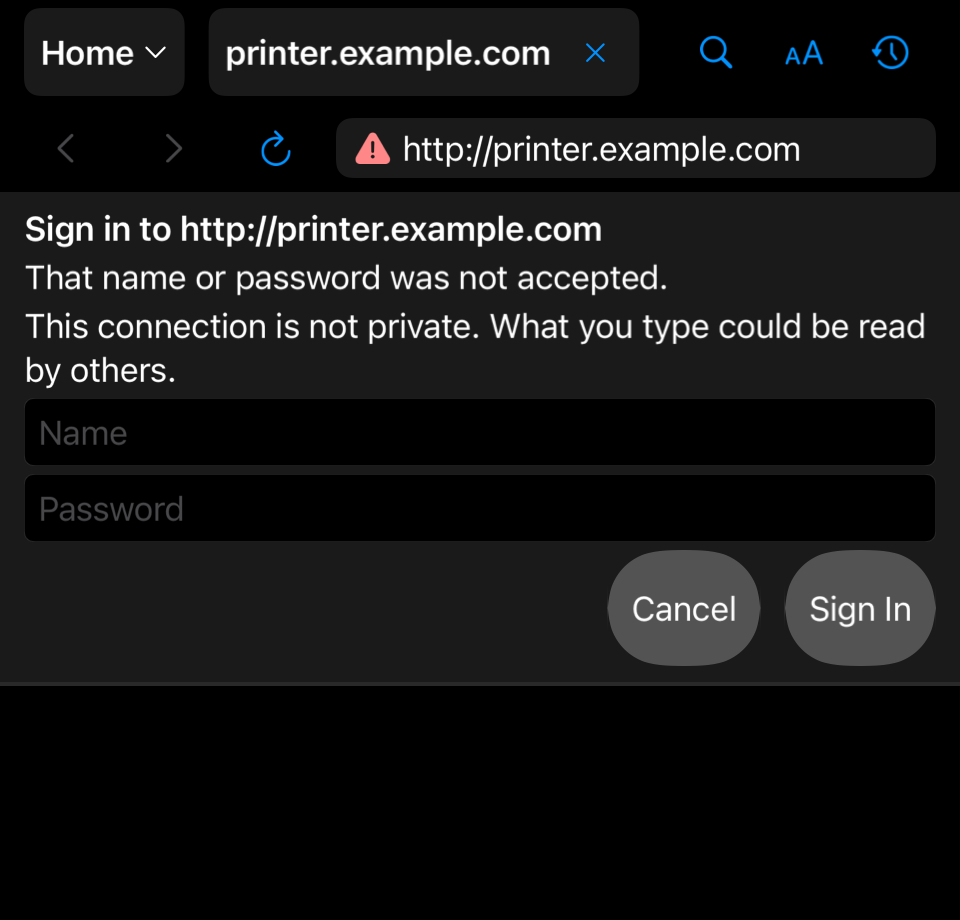 Home
printer.example.com
AA
http://printer.example.com
Sign in to http://printer.example.com
That name or password was not accepted.
This connection is not private. What you type could be read
by others.
Name
Password
Cancel
Sign In